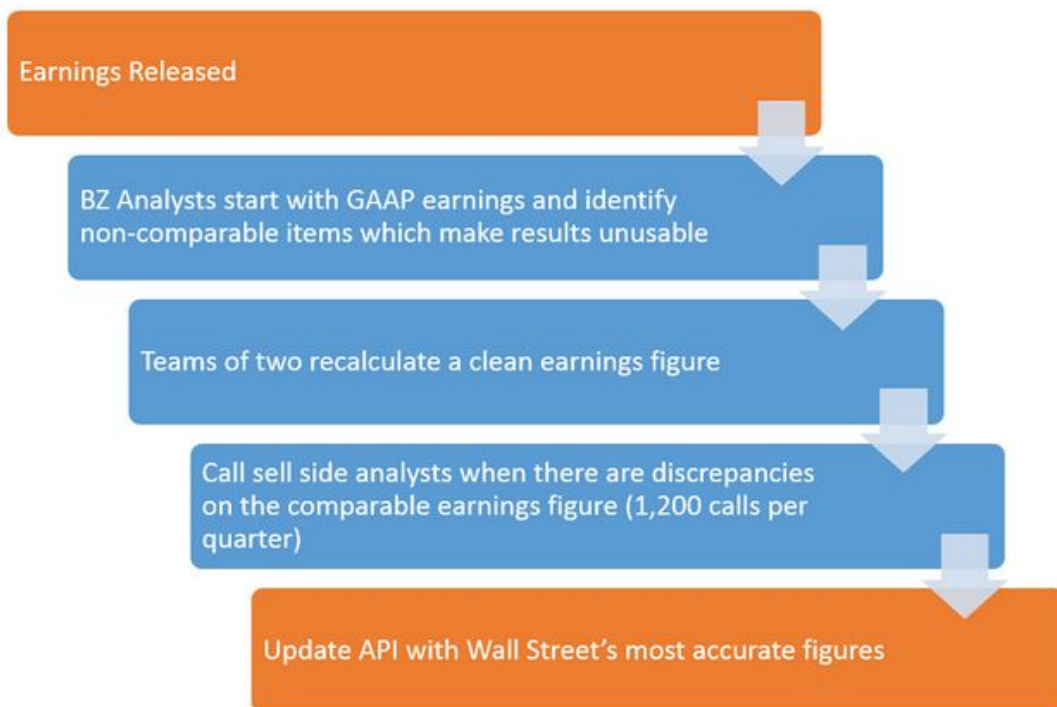 Earnings Released
BZ Analysts start with GAAP earnings and identify
non-comparable items which make results unusable
Teams of two recalculate a clean earnings figure
Call sell side analysts when there are discrepancies
on the comparable earnings figure (1,200 calls per
quarter)
Update API with Wall Street’s most accurate figures